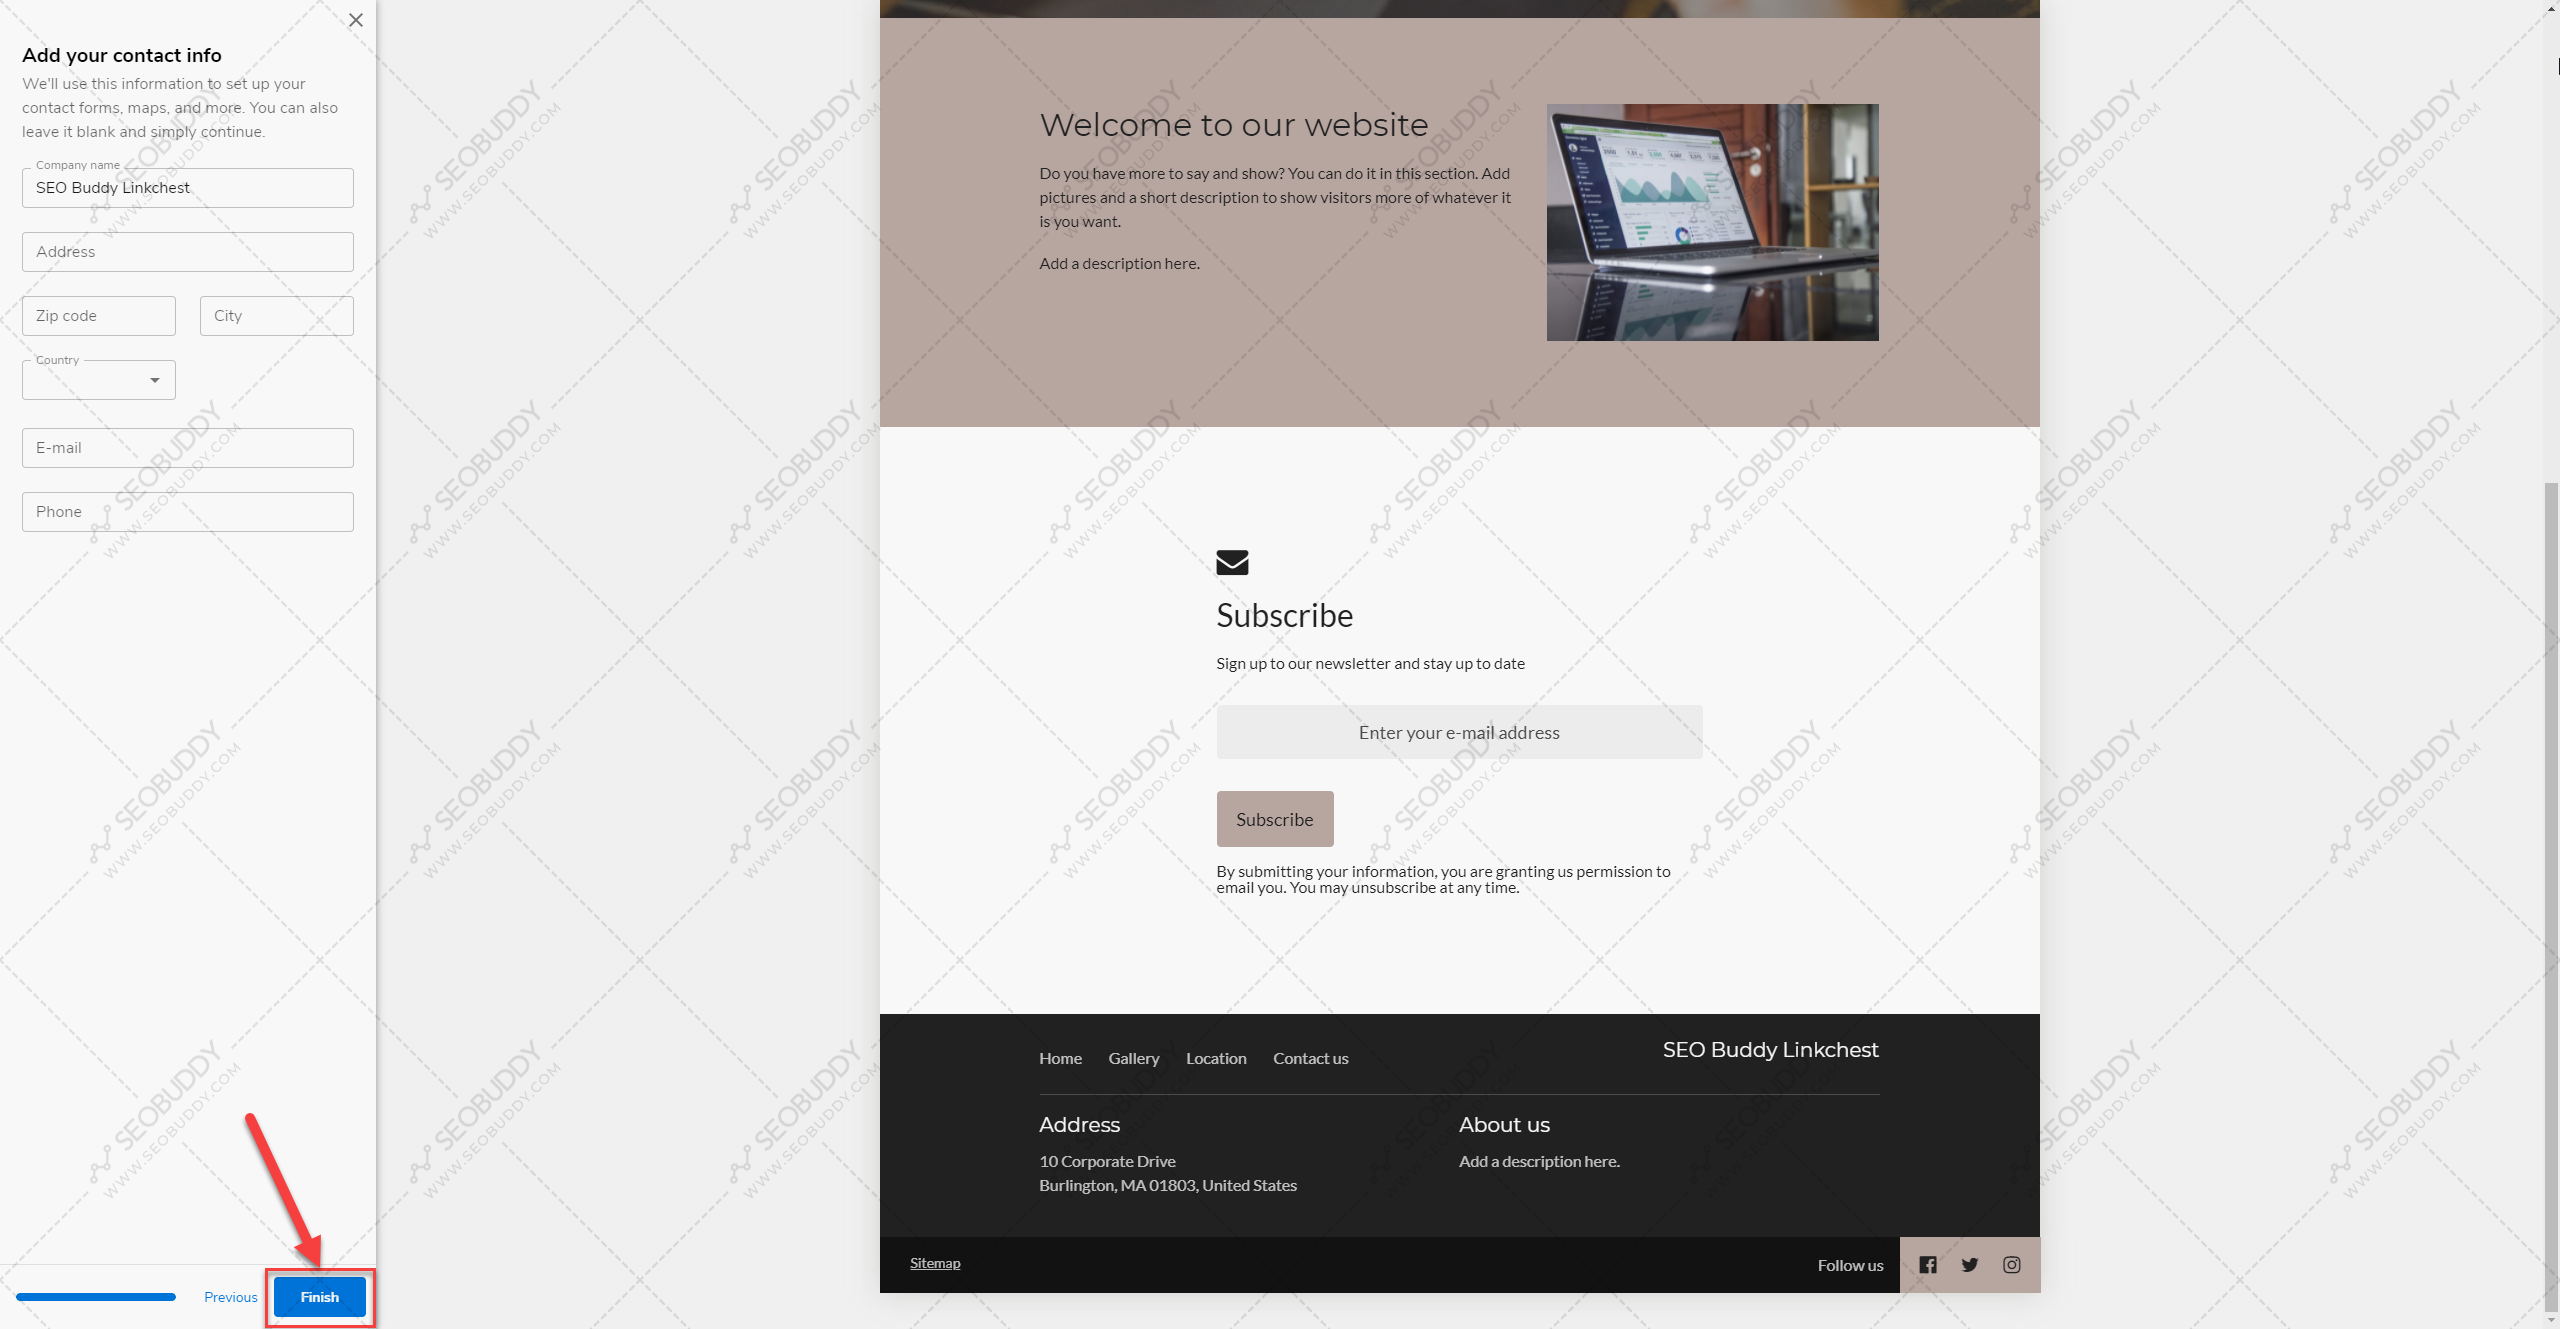 Add your contact info
We'll use this information to set up your
contact forms, maps, and more. You can also
leave it blank and simply continue.
Company name
SEO Buddy Linkchest
Address
Zip code
City
Country
E-mail
Phone
Previous
Finish
Welcome to our website
Do you have more to say and show? You can do it in this section. Add
pictures and a short description to show visitors more of whatever it
is you want.
Add a description here.
Subscribe
Sign up to our newsletter and stay up to date
Enter your e-mail address
Subscribe
By submitting your information, you are granting us permission to
email you. You may unsubscribe at any time.
Home Gallery Location Contact us
SEO Buddy Linkchest
Address
10 Corporate Drive
Burlington, MA 01803, United States
About us
Add a description here.
Sitemap
Follow us
SEOBUDDY
WWW.SEOBUDDY.COM